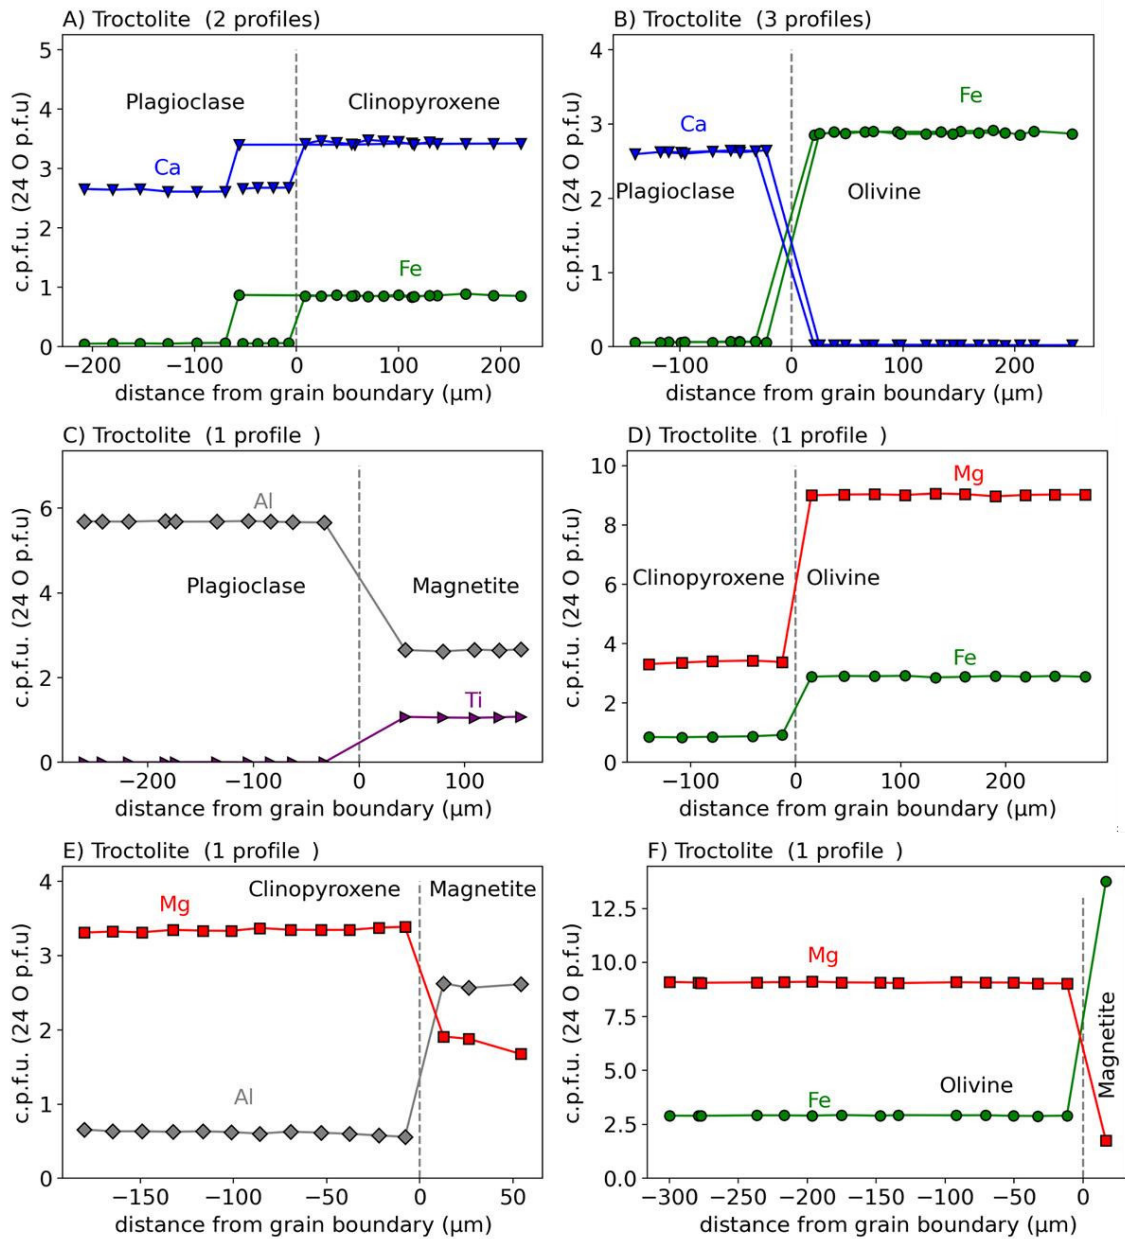 A) Troctolite (2 profiles)
5
4
3
2
1
0
c.p.f.u. (24 O p.f.u)
Plagioclase
Clinopyroxene
Ca
Fe
−200 −100 0 100 200
distance from grain boundary (μm)
B) Troctolite (3 profiles)
4
3
2
1
0
c.p.f.u. (24 O p.f.u)
Fe
Ca
Plagioclase
Olivine
−100 0 100 200
distance from grain boundary (μm)
C) Troctolite (1 profile )
6
4
2
0
c.p.f.u. (24 O p.f.u)
Al
Plagioclase
Magnetite
Ti
−200 −100 0 100
distance from grain boundary (μm)
D) Troctolite (1 profile )
10
8
6
4
2
0
c.p.f.u. (24 O p.f.u)
Mg
Clinopyroxene
Olivine
Fe
−100 0 100 200
distance from grain boundary (μm)
E) Troctolite (1 profile )
4
3
2
1
0
c.p.f.u. (24 O p.f.u)
Clinopyroxene
Magnetite
Mg
Al
−150 −100 −50 0 50
distance from grain boundary (μm)
F) Troctolite (1 profile )
12.5
10.0
7.5
5.0
2.5
0.0
c.p.f.u. (24 O p.f.u)
Mg
Magnetite
Olivine
Fe
−300 −250 −200 −150 −100 −50 0
distance from grain boundary (μm)